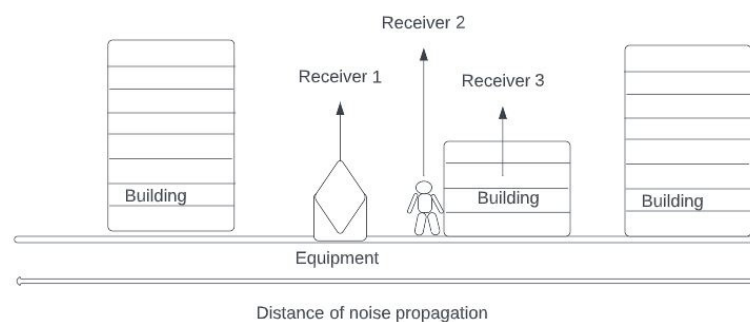 Receiver 2
Receiver 1
Receiver 3
Building
Building
Building
Equipment
Distance of noise propagation